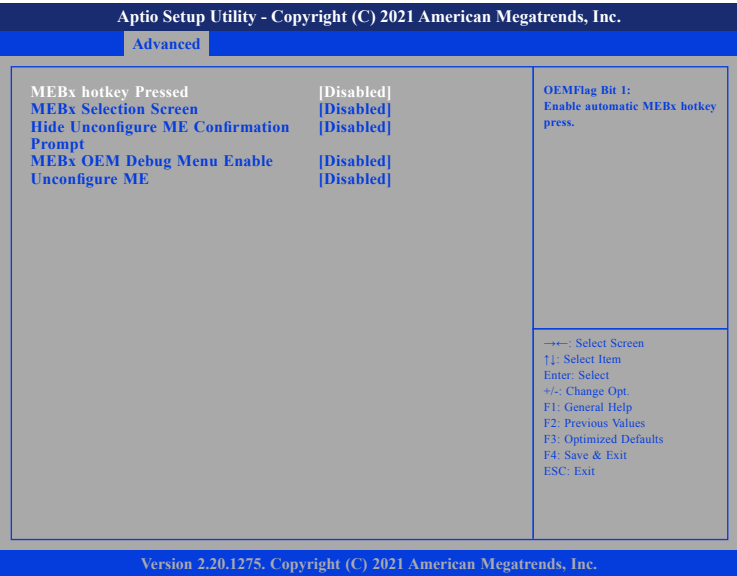 Aptio Setup Utility - Copyright (C) 2021 American Megatrends, Inc.
Advanced
MEBx hotkey Pressed [Disabled]
MEBx Selection Screen [Disabled]
Hide Unconfigure ME Confirmation [Disabled]
Prompt
MEBx OEM Debug Menu Enable [Disabled]
Unconfigure ME [Disabled]
OEMFlag Bit 1:
Enable automatic MEBx hotkey
press.
→←: Select Screen
↑↓: Select Item
Enter: Select
+/-: Change Opt.
F1: General Help
F2: Previous Values
F3: Optimized Defaults
F4: Save & Exit
ESC: Exit
Version 2.20.1275. Copyright (C) 2021 American Megatrends, Inc.